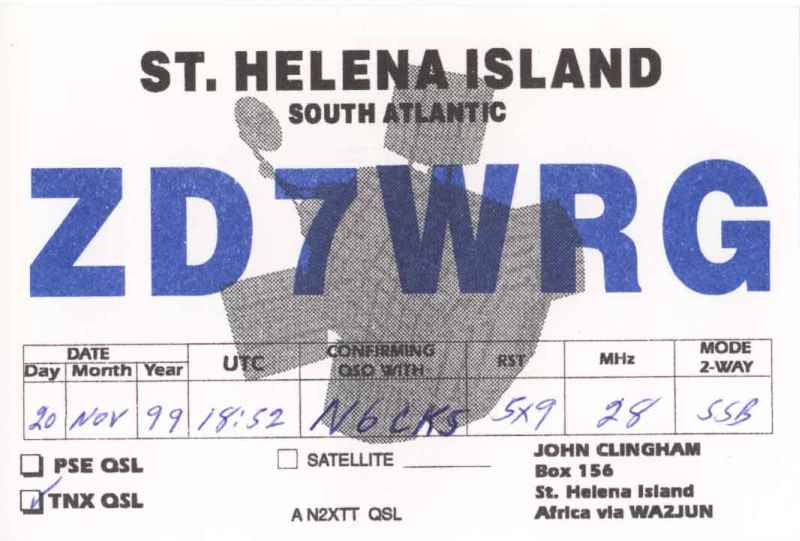 ST. HELENA ISLAND
SOUTH ATLANTIC
ZD7WRG
DATE
Day Month Year UTC CONFIRMING QSO WITH RST MHz MODE 2-WAY
20 NOV 99 18:52 N6CKS 5x9 28 SSB
PSE QSL
TNX QSL
SATELLITE
A N2XTT QSL
JOHN CLINGHAM
Box 156
St. Helena Island
Africa via WA2JUN